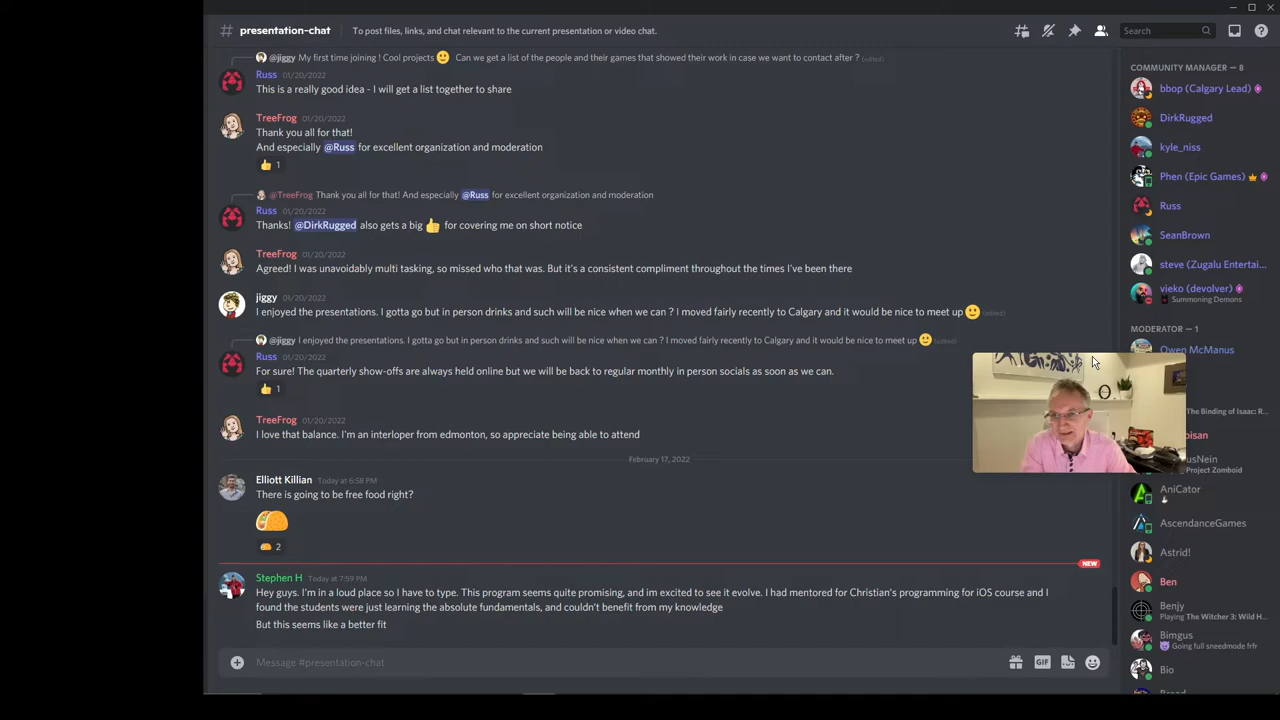 presentation-chat To post files, links, and chat relevant to the current presentation or video chat.
Search
@jiggy My first time joining ! Cool projects 🙂 Can we get a list of the people and their games that showed their work in case we want to contact after ? (edited)
Russ 01/20/2022
This is a really good idea - I will get a list together to share
TreeFrog 01/20/2022
Thank you all for that!
And especially @Russ for excellent organization and moderation
👍 1
@TreeFrog Thank you all for that! And especially @Russ for excellent organization and moderation
Russ 01/20/2022
Thanks! @DirkRugged also gets a big 👍 for covering me on short notice
TreeFrog 01/20/2022
Agreed! I was unavoidably multi tasking, so missed who that was. But it's a consistent compliment throughout the times I've been there
jiggy 01/20/2022
I enjoyed the presentations. I gotta go but in person drinks and such will be nice when we can ? I moved fairly recently to Calgary and it would be nice to meet up 🙂 (edited)
@jiggy I enjoyed the presentations. I gotta go but in person drinks and such will be nice when we can ? I moved fairly recently to Calgary and it would be nice to meet up 🙂 (edited)
Russ 01/20/2022
For sure! The quarterly show-offs are always held online but we will be back to regular monthly in person socials as soon as we can.
👍 1
TreeFrog 01/20/2022
I love that balance. I'm an interloper from edmonton, so appreciate being able to attend
February 17, 2022
Elliott Killian Today at 6:58 PM
There is going to be free food right?
🌮
🌮 2
NEW
Stephen H Today at 7:59 PM
Hey guys. I'm in a loud place so I have to type. This program seems quite promising, and im excited to see it evolve. I had mentored for Christian's programming for iOS course and I
found the students were just learning the absolute fundamentals, and couldn't benefit from my knowledge
But this seems like a better fit
Message #presentation-chat
GIF
COMMUNITY MANAGER — 8
bbop (Calgary Lead)
DirkRugged
kyle_niss
Phen (Epic Games)
Russ
SeanBrown
steve (Zugalu Entertai...
vieko (devolver)
Summoning Demons
MODERATOR — 1
Owen McManus
The Binding of Isaac: R...
Project Zomboid
AniCator
AscendanceGames
Astrid!
Ben
Benjy
Playing The Witcher 3: Wild H...
Bimgus
😈 Going full sneedmode frfr
Bio